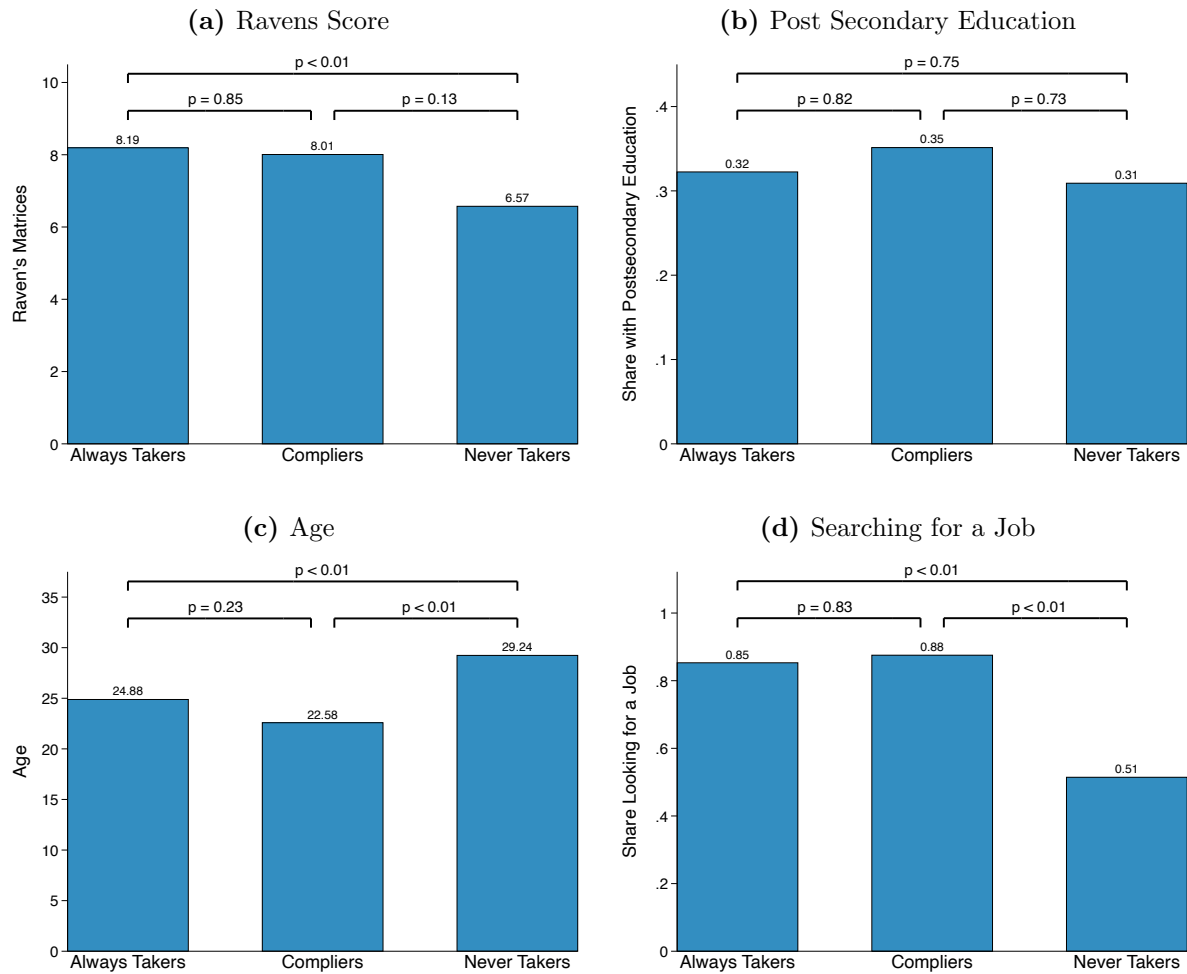 (a) Ravens Score
p < 0.01
p = 0.85
p = 0.13
10
8
6
4
2
0
Raven's Matrices
8.19
8.01
6.57
Always Takers
Compliers
Never Takers
(b) Post Secondary Education
p = 0.75
p = 0.82
p = 0.73
.4
.3
.2
.1
0
Share with Postsecondary Education
0.32
0.35
0.31
Always Takers
Compliers
Never Takers
(c) Age
p < 0.01
p = 0.23
p < 0.01
35
30
25
20
15
10
5
0
Age
24.88
22.58
29.24
Always Takers
Compliers
Never Takers
(d) Searching for a Job
p < 0.01
p = 0.83
p < 0.01
1
.8
.6
.4
.2
0
Share Looking for a Job
0.85
0.88
0.51
Always Takers
Compliers
Never Takers